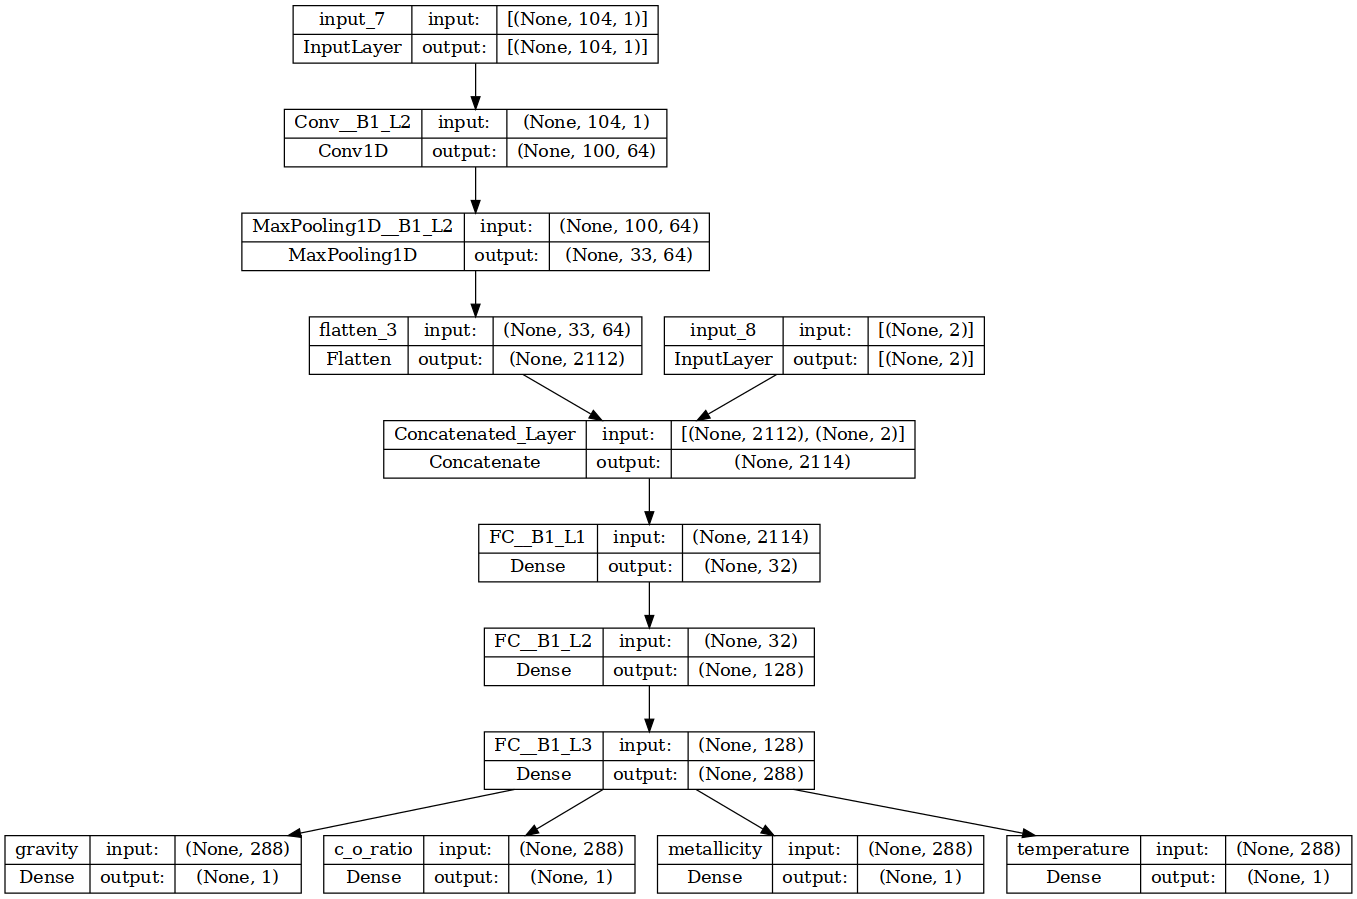 input_7 input: [(None, 104, 1)]
InputLayer output: [(None, 104, 1)]
Conv__B1_L2 input: (None, 104, 1)
Conv1D output: (None, 100, 64)
MaxPooling1D__B1_L2 input: (None, 100, 64)
MaxPooling1D output: (None, 33, 64)
flatten_3 input: (None, 33, 64)
Flatten output: (None, 2112)
input_8 input: [(None, 2)]
InputLayer output: [(None, 2)]
Concatenated_Layer input: [(None, 2112), (None, 2)]
Concatenate output: (None, 2114)
FC__B1_L1 input: (None, 2114)
Dense output: (None, 32)
FC__B1_L2 input: (None, 32)
Dense output: (None, 128)
FC__B1_L3 input: (None, 128)
Dense output: (None, 288)
gravity input: (None, 288)
Dense output: (None, 1)
c_o_ratio input: (None, 288)
Dense output: (None, 1)
metallicity input: (None, 288)
Dense output: (None, 1)
temperature input: (None, 288)
Dense output: (None, 1)